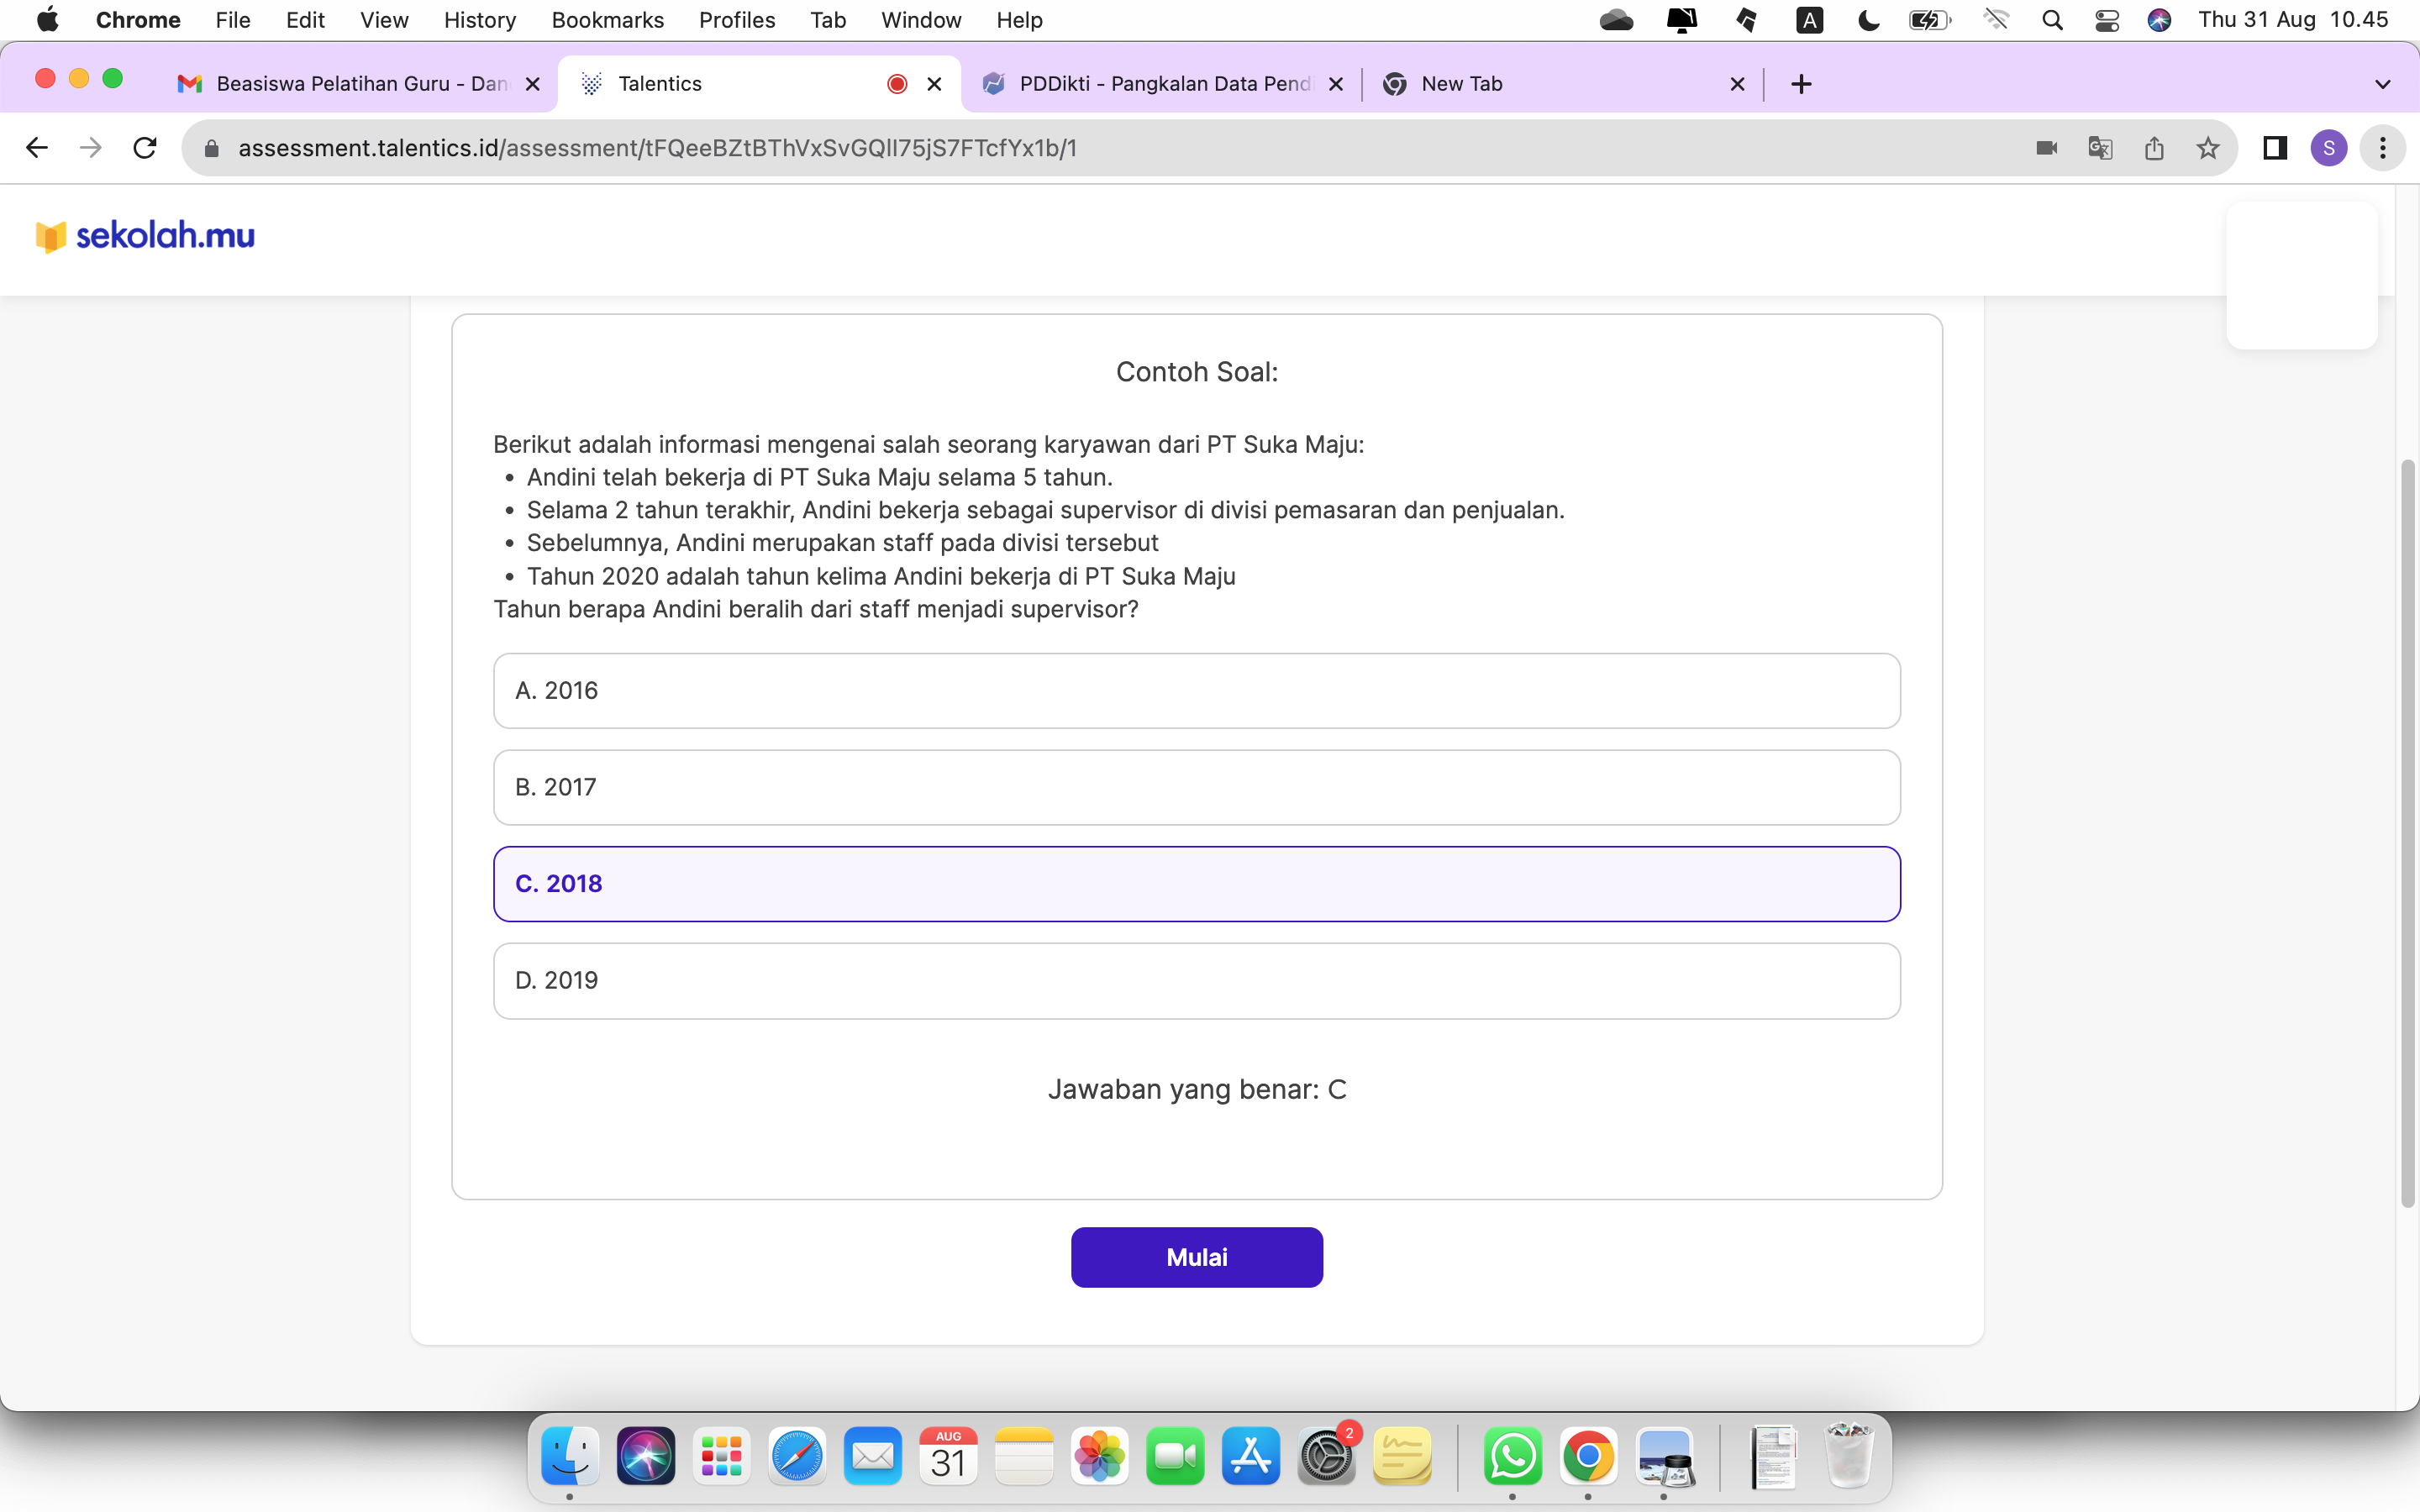 Chrome File Edit View History Bookmarks Profiles Tab Window Help A Thu 31 Aug 10.45
Beasiswa Pelatihan Guru - Dan Talentics PDDikti - Pangkalan Data Pend New Tab
assessment.talentics.id/assessment/tFQeeBZtBThVxSvGQlI75jS7FTcfYx1b/1 S
sekolah.mu
Contoh Soal:
Berikut adalah informasi mengenai salah seorang karyawan dari PT Suka Maju:
• Andini telah bekerja di PT Suka Maju selama 5 tahun.
• Selama 2 tahun terakhir, Andini bekerja sebagai supervisor di divisi pemasaran dan penjualan.
• Sebelumnya, Andini merupakan staff pada divisi tersebut
• Tahun 2020 adalah tahun kelima Andini bekerja di PT Suka Maju
Tahun berapa Andini beralih dari staff menjadi supervisor?
A. 2016
B. 2017
C. 2018
D. 2019
Jawaban yang benar: C
Mulai
AUG
31
2